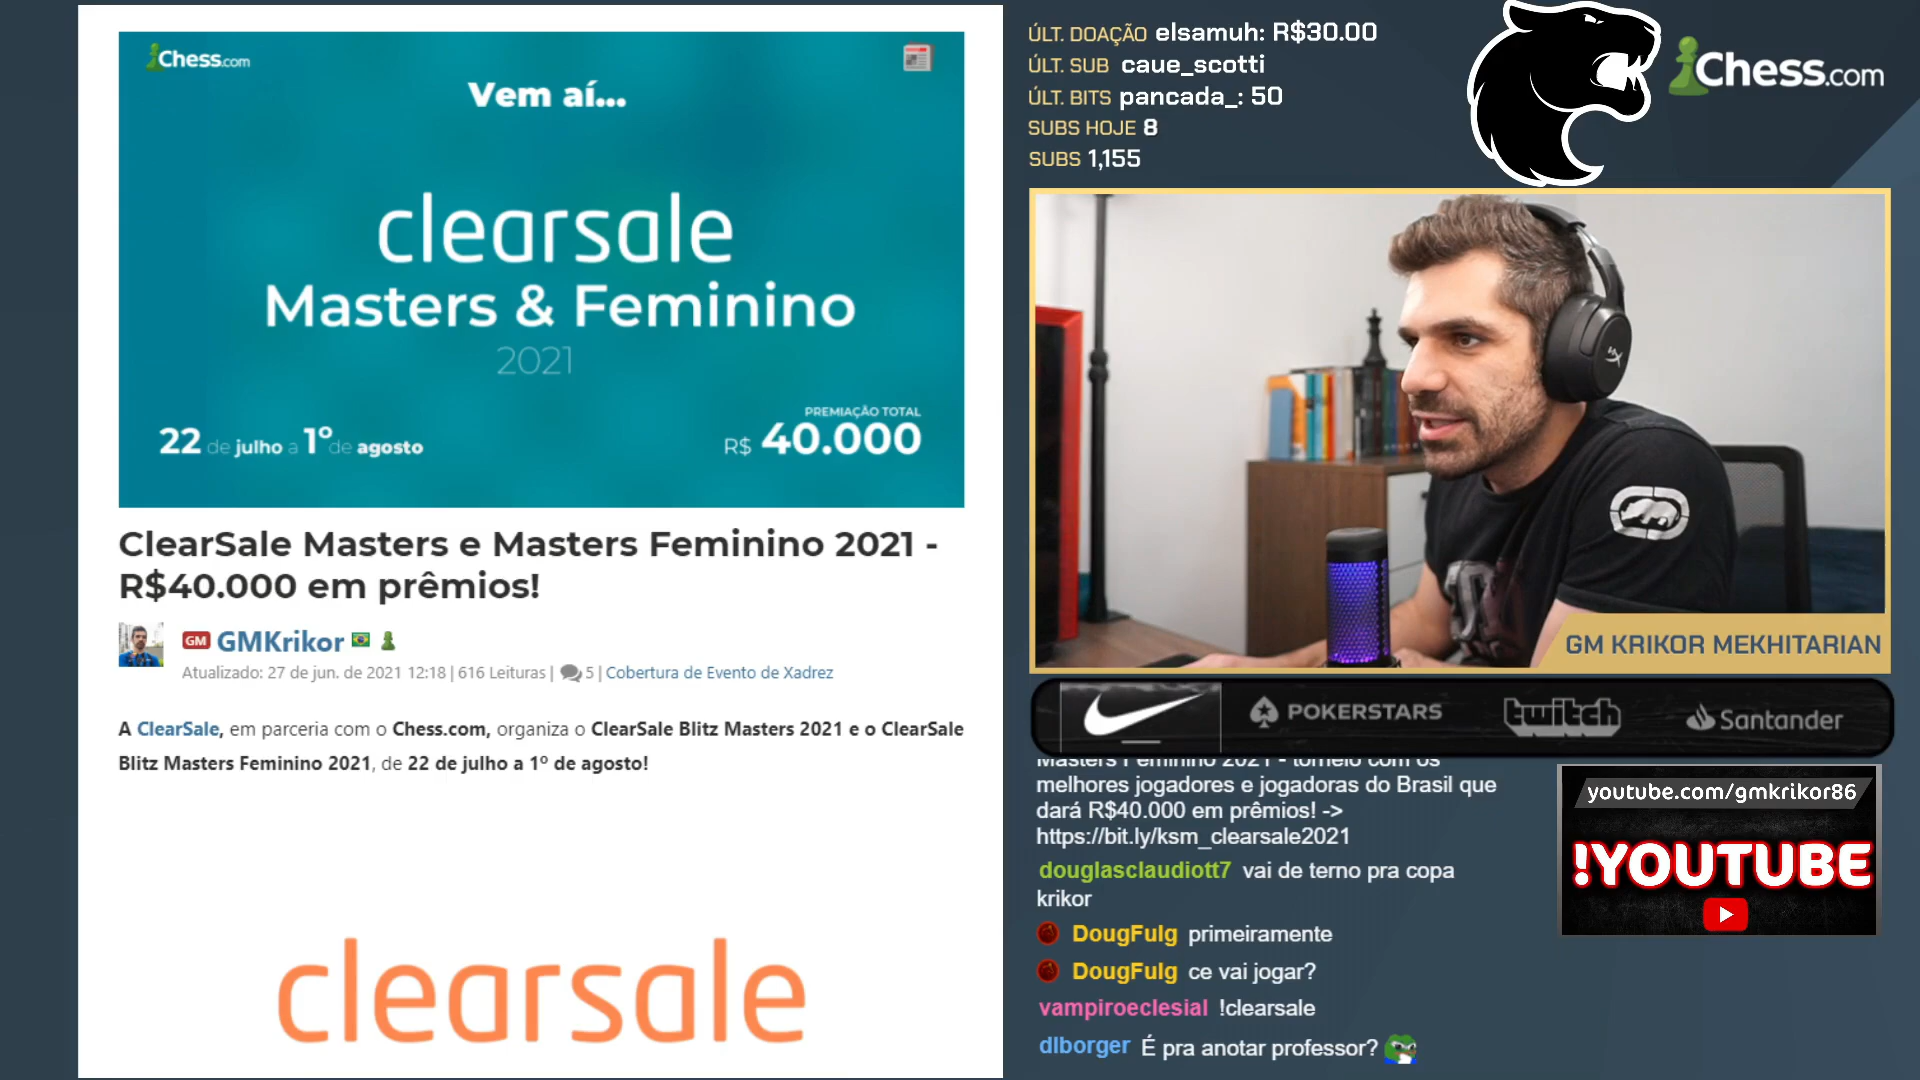 Chess.com
Vem aí...
clearsale
Masters & Feminino
2021
22 de julho a 1º de agosto
PREMIAÇÃO TOTAL
R$ 40.000
ClearSale Masters e Masters Feminino 2021 -
R$40.000 em prêmios!
GM GMKrikor
Atualizado: 27 de jun. de 2021 12:18 | 616 Leituras | 5 | Cobertura de Evento de Xadrez
A ClearSale, em parceria com o Chess.com, organiza o ClearSale Blitz Masters 2021 e o ClearSale
Blitz Masters Feminino 2021, de 22 de julho a 1º de agosto!
clearsale
ÚLT. DOAÇÃO elsamuh: R$30.00
ÚLT. SUB caue_scotti
ÚLT. BITS pancada_: 50
SUBS HOJE 8
SUBS 1,155
Chess.com
GM KRIKOR MEKHITARIAN
POKERSTARS
twitch
Santander
Masters Feminino 2021 - torneio com os
melhores jogadores e jogadoras do Brasil que
dará R$40.000 em prêmios! ->
https://bit.ly/ksm_clearsale2021
douglasclaudiott7 vai de terno pra copa
krikor
DougFulg primeiramente
DougFulg ce vai jogar?
vampiroeclesial !clearsale
dlborger É pra anotar professor?
youtube.com/gmkrikor86
!YOUTUBE